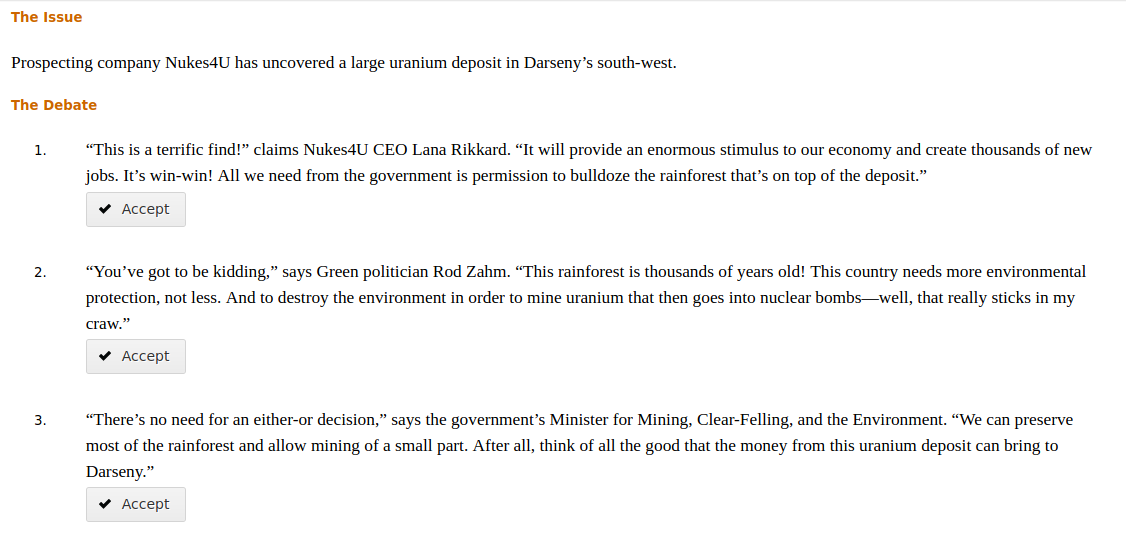 The Issue
Prospecting company Nukes4U has uncovered a large uranium deposit in Darseny’s south-west.
The Debate
1. “This is a terrific find!” claims Nukes4U CEO Lana Rikkard. “It will provide an enormous stimulus to our economy and create thousands of new
jobs. It’s win-win! All we need from the government is permission to bulldoze the rainforest that’s on top of the deposit.”
Accept
2. “You’ve got to be kidding,” says Green politician Rod Zahm. “This rainforest is thousands of years old! This country needs more environmental
protection, not less. And to destroy the environment in order to mine uranium that then goes into nuclear bombs—well, that really sticks in my
craw.”
Accept
3. “There’s no need for an either-or decision,” says the government’s Minister for Mining, Clear-Felling, and the Environment. “We can preserve
most of the rainforest and allow mining of a small part. After all, think of all the good that the money from this uranium deposit can bring to
Darseny.”
Accept